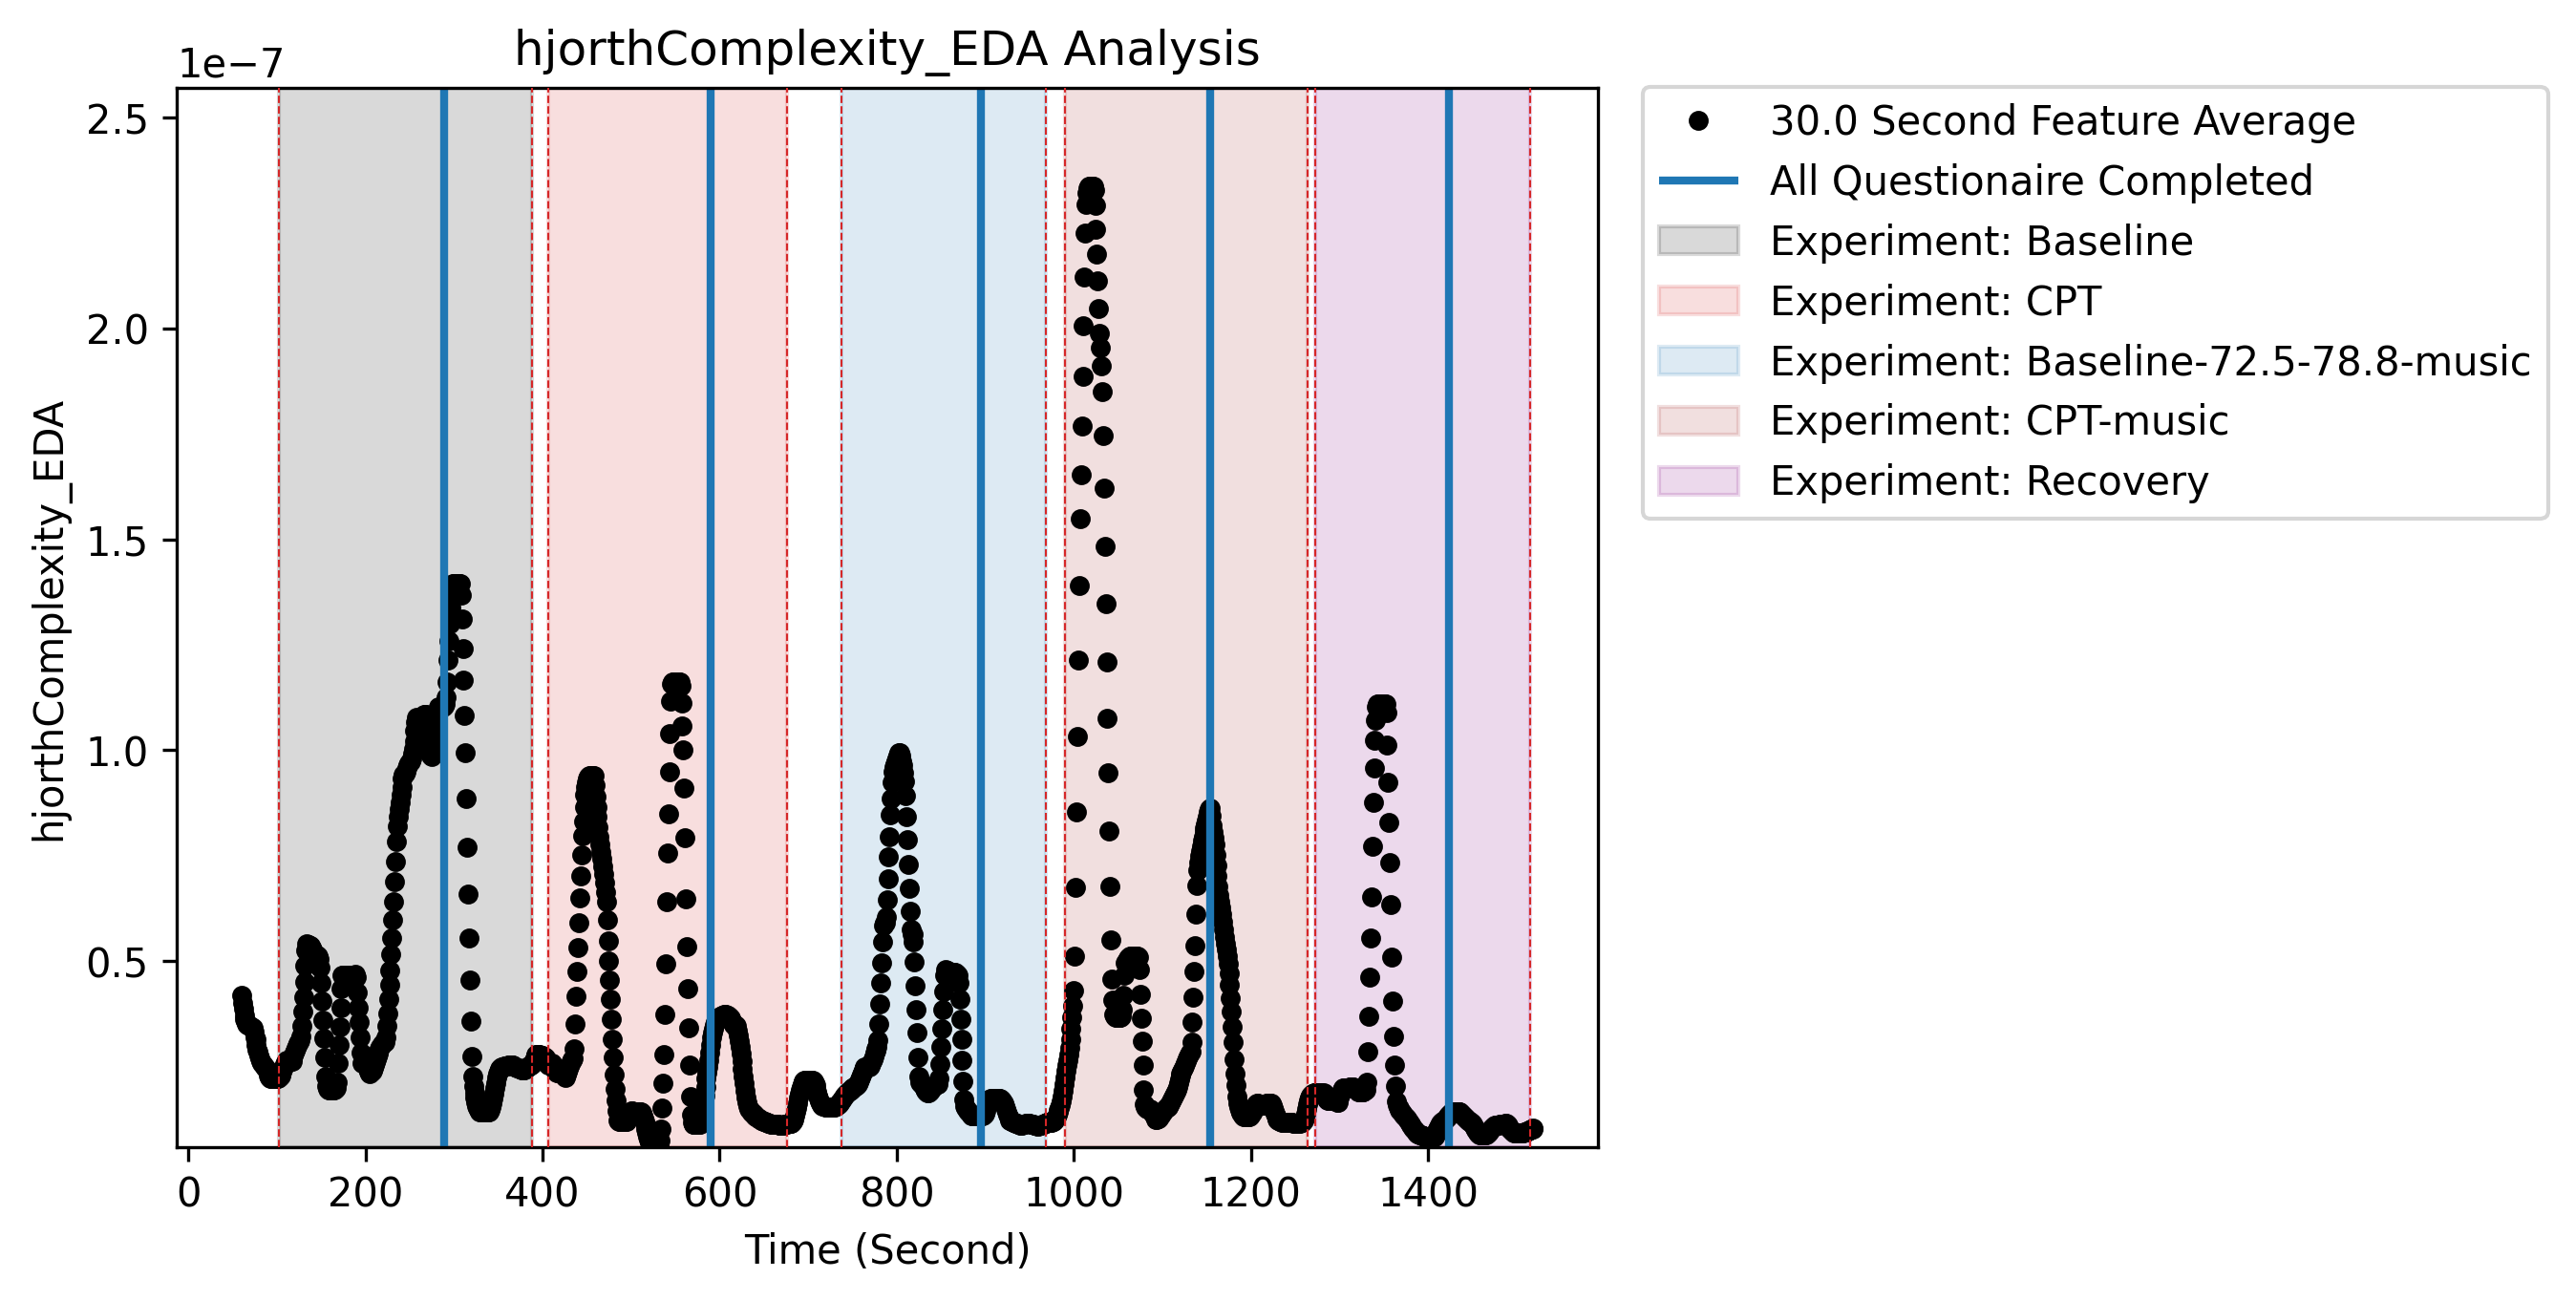 hjorthComplexity_EDA Analysis
1e−7
2.5
2.0
1.5
1.0
0.5
hjorthComplexity_EDA
0 200 400 600 800 1000 1200 1400
Time (Second)
30.0 Second Feature Average
All Questionaire Completed
Experiment: Baseline
Experiment: CPT
Experiment: Baseline-72.5-78.8-music
Experiment: CPT-music
Experiment: Recovery